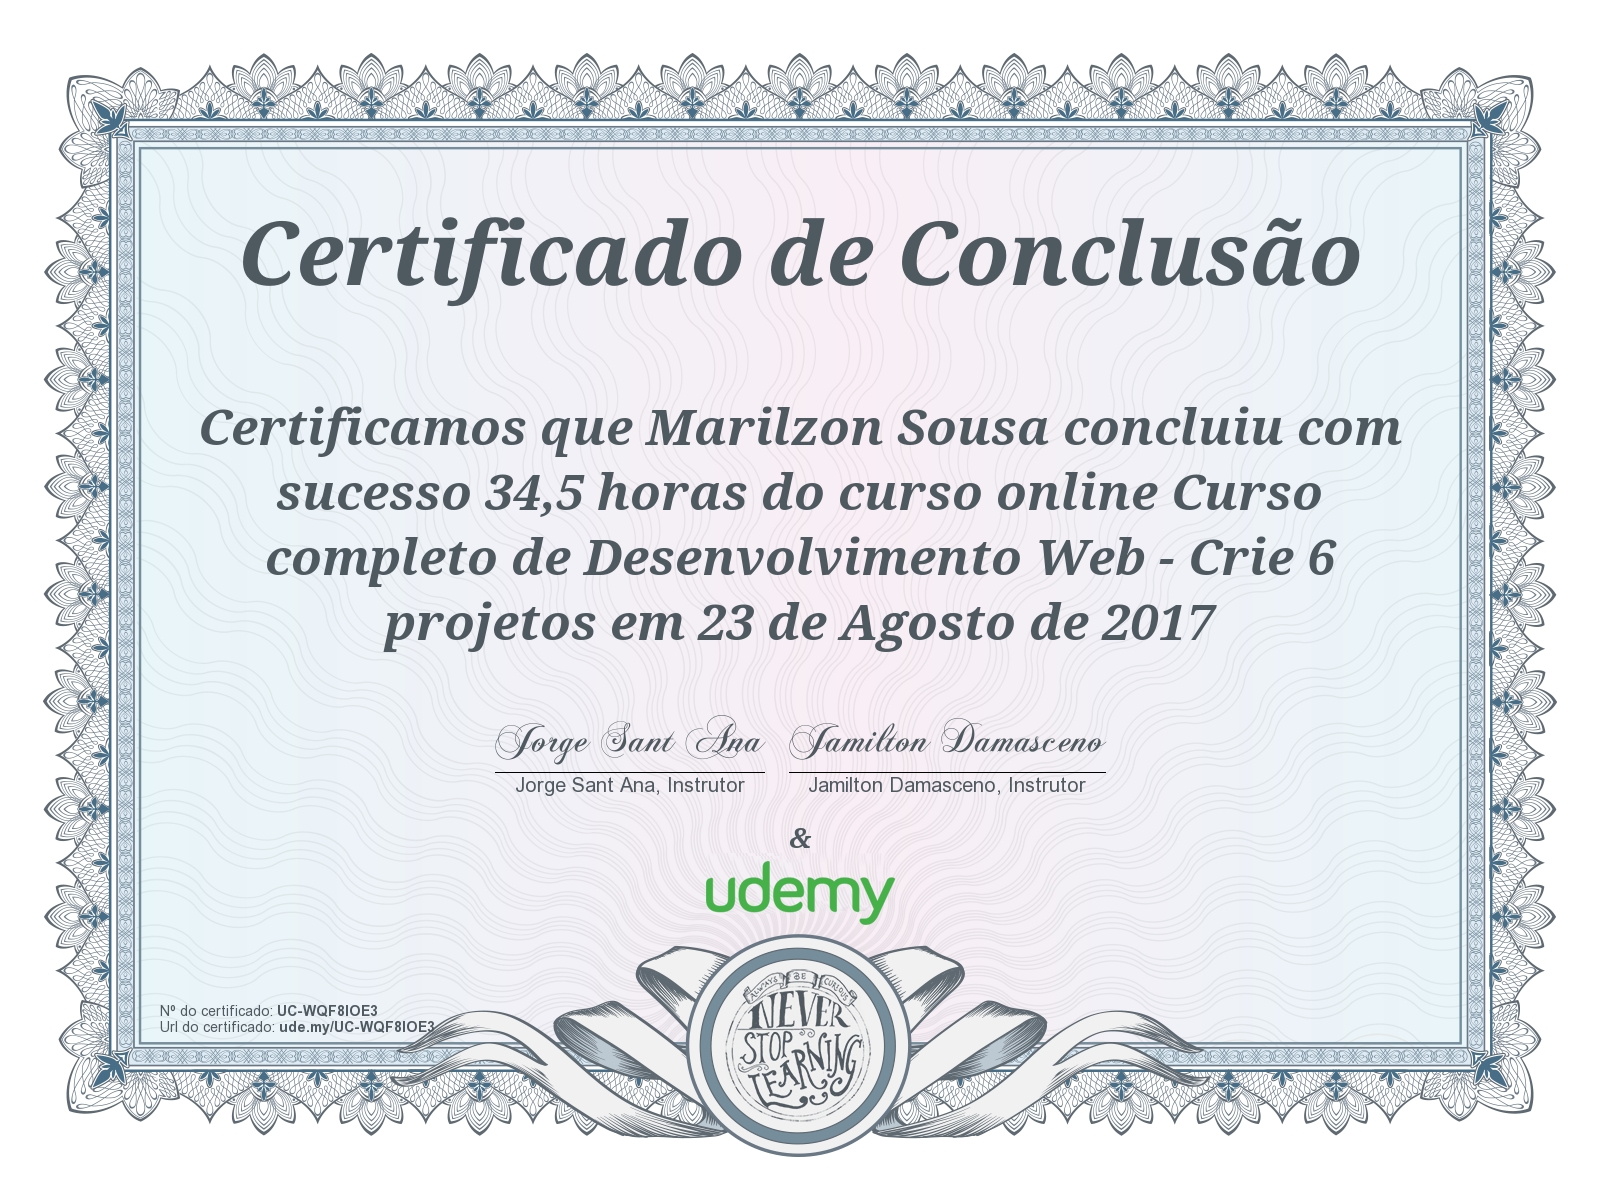 Certificado de Conclusão
Certificamos que Marilzon Sousa concluiu com
sucesso 34,5 horas do curso online Curso
completo de Desenvolvimento Web - Crie 6
projetos em 23 de Agosto de 2017
Jorge Sant Ana Jamilton Damasceno
Jorge Sant Ana, Instrutor Jamilton Damasceno, Instrutor
&
udemy
Nº do certificado: UC-WQF8IOE3
Url do certificado: ude.my/UC-WQF8IOE3
ALWAYS BE CURIOUS
NEVER
STOP
LEARNING